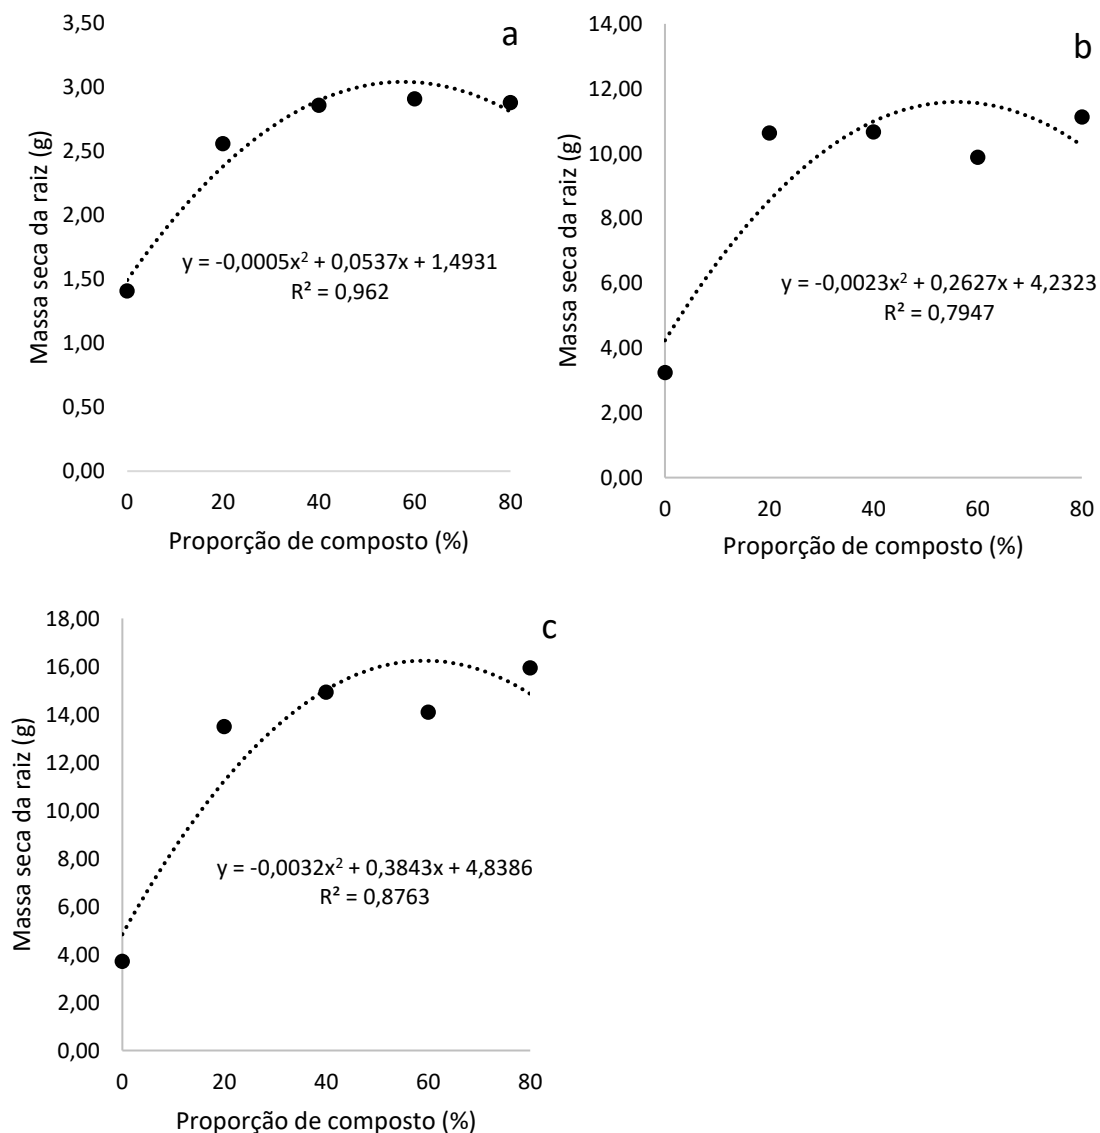 a
3,50
3,00
2,50
2,00
1,50
1,00
0,50
0,00
Massa seca da raiz (g)
y = -0,0005x² + 0,0537x + 1,4931
R² = 0,962
0 20 40 60 80
Proporção de composto (%)
b
14,00
12,00
10,00
8,00
6,00
4,00
2,00
0,00
Massa seca da raiz (g)
y = -0,0023x² + 0,2627x + 4,2323
R² = 0,7947
0 20 40 60 80
Proporção de composto (%)
c
18,00
16,00
14,00
12,00
10,00
8,00
6,00
4,00
2,00
0,00
Massa seca da raiz (g)
y = -0,0032x² + 0,3843x + 4,8386
R² = 0,8763
0 20 40 60 80
Proporção de composto (%)